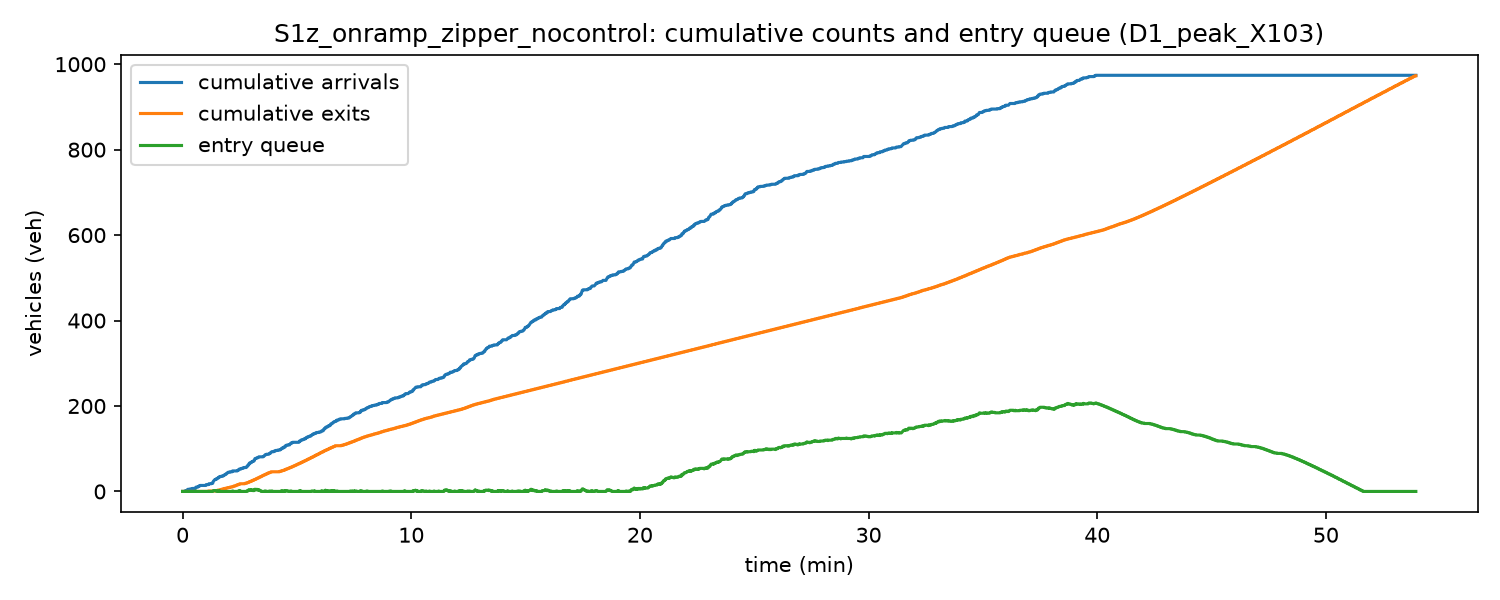 S1z_onramp_zipper_nocontrol: cumulative counts and entry queue (D1_peak_X103)
cumulative arrivals
cumulative exits
entry queue
1000
800
600
400
200
0
vehicles (veh)
0 10 20 30 40 50
time (min)